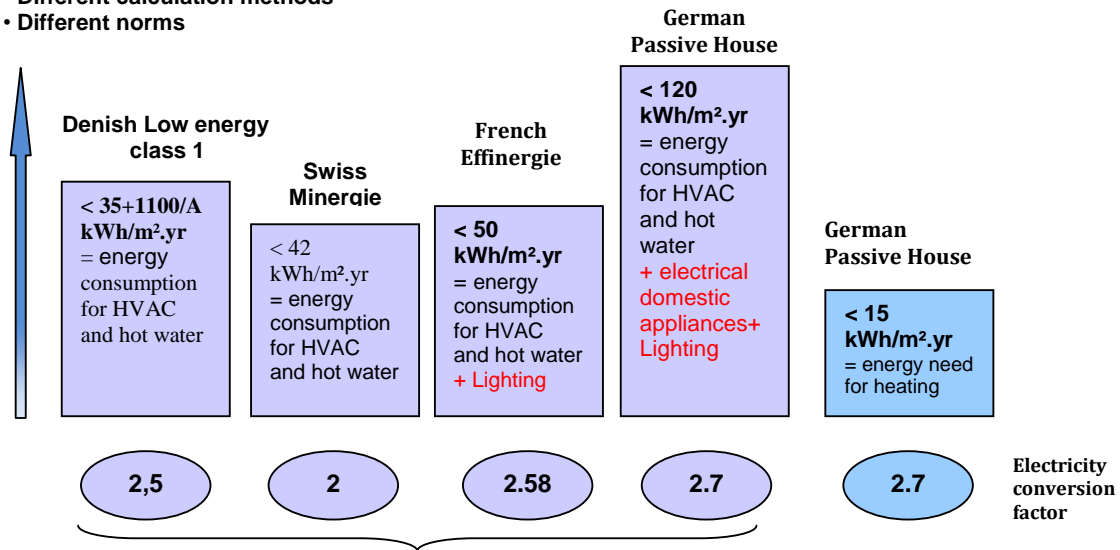 • Different calculation methods
• Different norms
Denish Low energy
class 1
< 35+1100/A
kWh/m².yr
= energy
consumption
for HVAC
and hot water
2,5
Swiss
Minergie
< 42
kWh/m².yr
= energy
consumption
for HVAC
and hot water
2
French
Effinergie
< 50
kWh/m².yr
= energy
consumption
for HVAC
and hot water
+ Lighting
2.58
German
Passive House
< 120
kWh/m².yr
= energy
consumption
for HVAC
and hot
water
+ electrical
domestic
appliances+
Lighting
2.7
German
Passive House
< 15
kWh/m².yr
= energy need
for heating
2.7
Electricity
conversion
factor